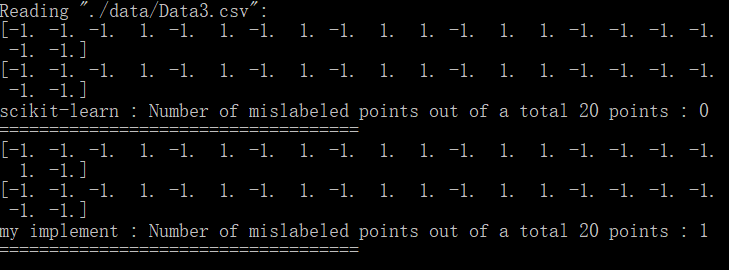 Reading "./data/Data3.csv":
[-1. -1. -1.  1. -1.  1. -1.  1. -1.  1.  1.  1.  1.  1. -1. -1. -1. -1.
 -1. -1.]
[-1. -1. -1.  1. -1.  1. -1.  1. -1.  1.  1.  1.  1.  1. -1. -1. -1. -1.
 -1. -1.]
scikit-learn : Number of mislabeled points out of a total 20 points : 0
====================================
[-1. -1. -1.  1. -1.  1. -1.  1. -1.  1.  1.  1.  1.  1. -1. -1. -1. -1.
  1. -1.]
[-1. -1. -1.  1. -1.  1. -1.  1. -1.  1.  1.  1.  1.  1. -1. -1. -1. -1.
 -1. -1.]
my implement : Number of mislabeled points out of a total 20 points : 1
====================================